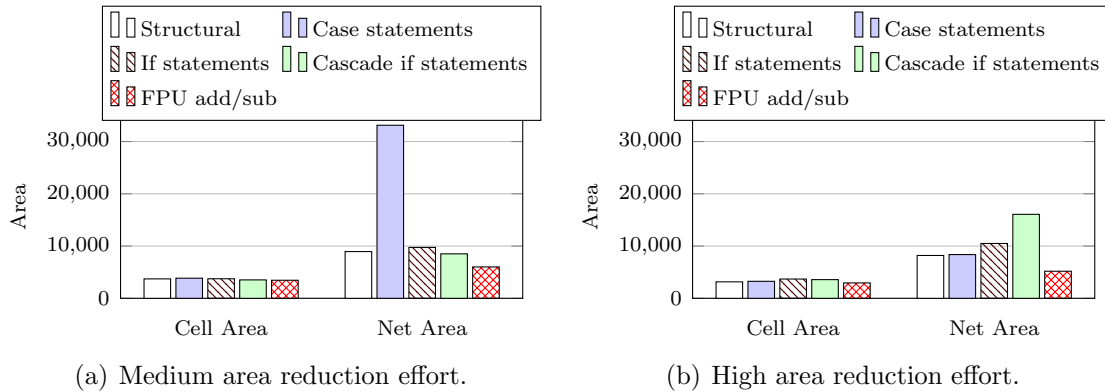 Structural Case statements
If statements Cascade if statements
FPU add/sub
30,000
20,000
10,000
0
Area
Cell Area Net Area
(a) Medium area reduction effort.
Structural Case statements
If statements Cascade if statements
FPU add/sub
30,000
20,000
10,000
0
Area
Cell Area Net Area
(b) High area reduction effort.